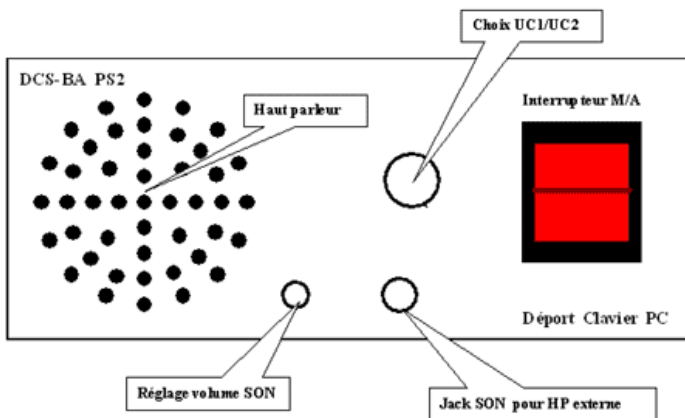 Choix UC1/UC2
DCS-BA PS2
Haut parleur
Interrupteur M/A
Déport Clavier PC
Réglage volume SON
Jack SON pour HP externe